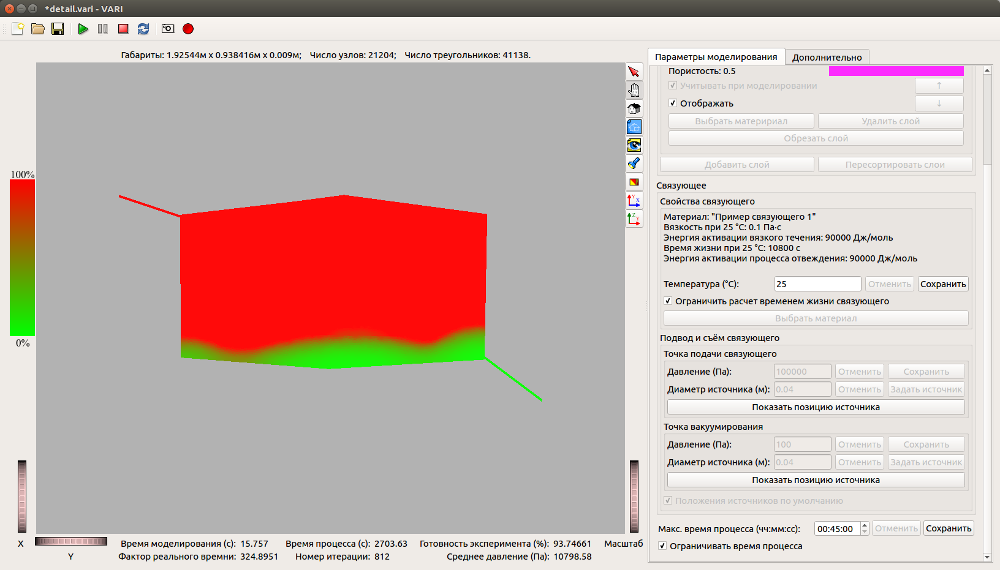 *detail.vari - VARI
Габариты: 1.92544м x 0.938416м x 0.009м; Число узлов: 21204; Число треугольников: 41138.
100%
0%
X
Y
Y
X
Z
Y
Время моделирования (с): 15.757 Время процесса (с): 2703.63 Готовность эксперимента (%): 93.74661 Масштаб
Фактор реального времни: 324.8951 Номер итерации: 812 Среднее давление (Па): 10798.58
Параметры моделирования Дополнительно
Пористость: 0.5
Учитывать при моделировании ↑
Отображать ↓
Выбрать материриал Удалить слой
Обрезать слой
Добавить слой Пересортировать слои
Связующее
Свойства связующего
Материал: "Пример связующего 1"
Вязкость при 25 °C: 0.1 Па·с
Энергия активации вязкого течения: 90000 Дж/моль
Время жизни при 25 °C: 10800 с
Энергия активации процесса отвеждения: 90000 Дж/моль
Температура (°C): 25 Отменить Сохранить
Ограничить расчет временем жизни связующего
Выбрать материал
Подвод и съём связующего
Точка подачи связующего
Давление (Па): 100000 Отменить Сохранить
Диаметр источника (м): 0.04 Отменить Задать источник
Показать позицию источника
Точка вакуумирования
Давление (Па): 100 Отменить Сохранить
Диаметр источника (м): 0.04 Отменить Задать источник
Показать позицию источника
Положения источников по умолчанию
Макс. время процесса (чч:мм:сс): 00:45:00 Отменить Сохранить
Ограничивать время процесса